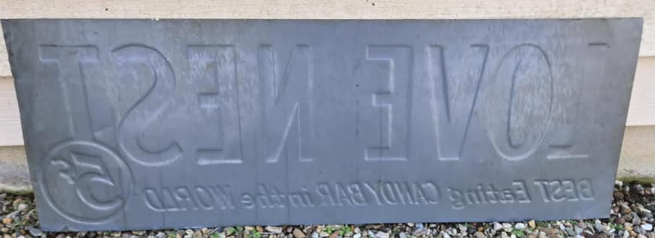 LOVE NEST
BEST Eating CANDY BAR in the WORLD
5¢